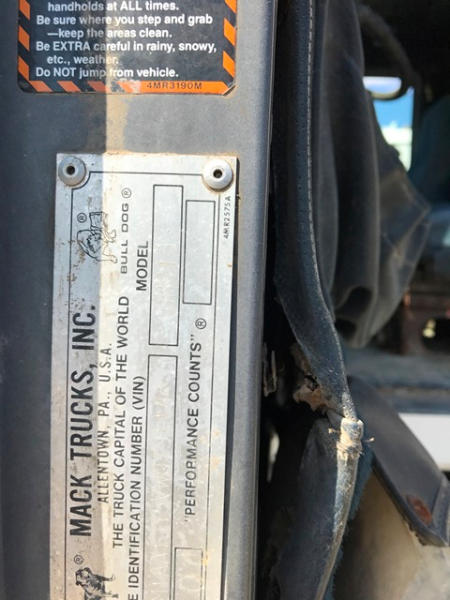 handholds at ALL times.
Be sure where you step and grab
—keep the areas clean.
Be EXTRA careful in rainy, snowy,
etc., weather.
Do NOT jump from vehicle.
4MR3190M
MACK TRUCKS, INC. ®
ALLENTOWN, PA., U.S.A.
THE TRUCK CAPITAL OF THE WORLD
BULL DOG ®
E IDENTIFICATION NUMBER (VIN)
MODEL
"PERFORMANCE COUNTS" ®
4MR2575A
®